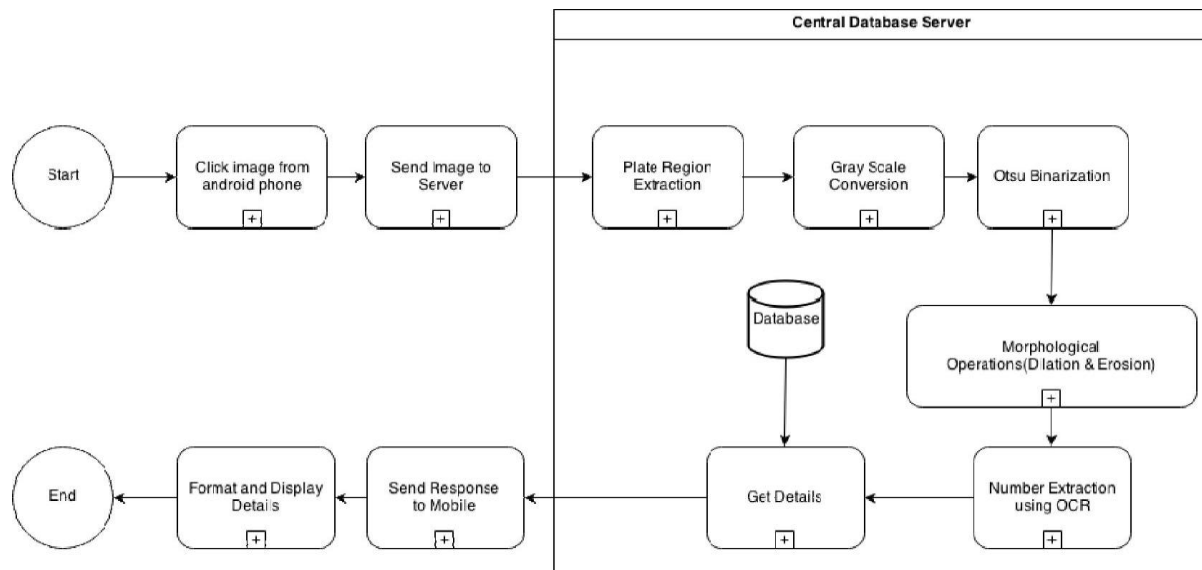 Central Database Server
Start
Click image from
android phone
Send Image to
Server
Plate Region
Extraction
Gray Scale
Conversion
Otsu Binarization
Database
Morphological
Operations(Dilation & Erosion)
End
Format and Display
Details
Send Response
to Mobile
Get Details
Number Extraction
using OCR